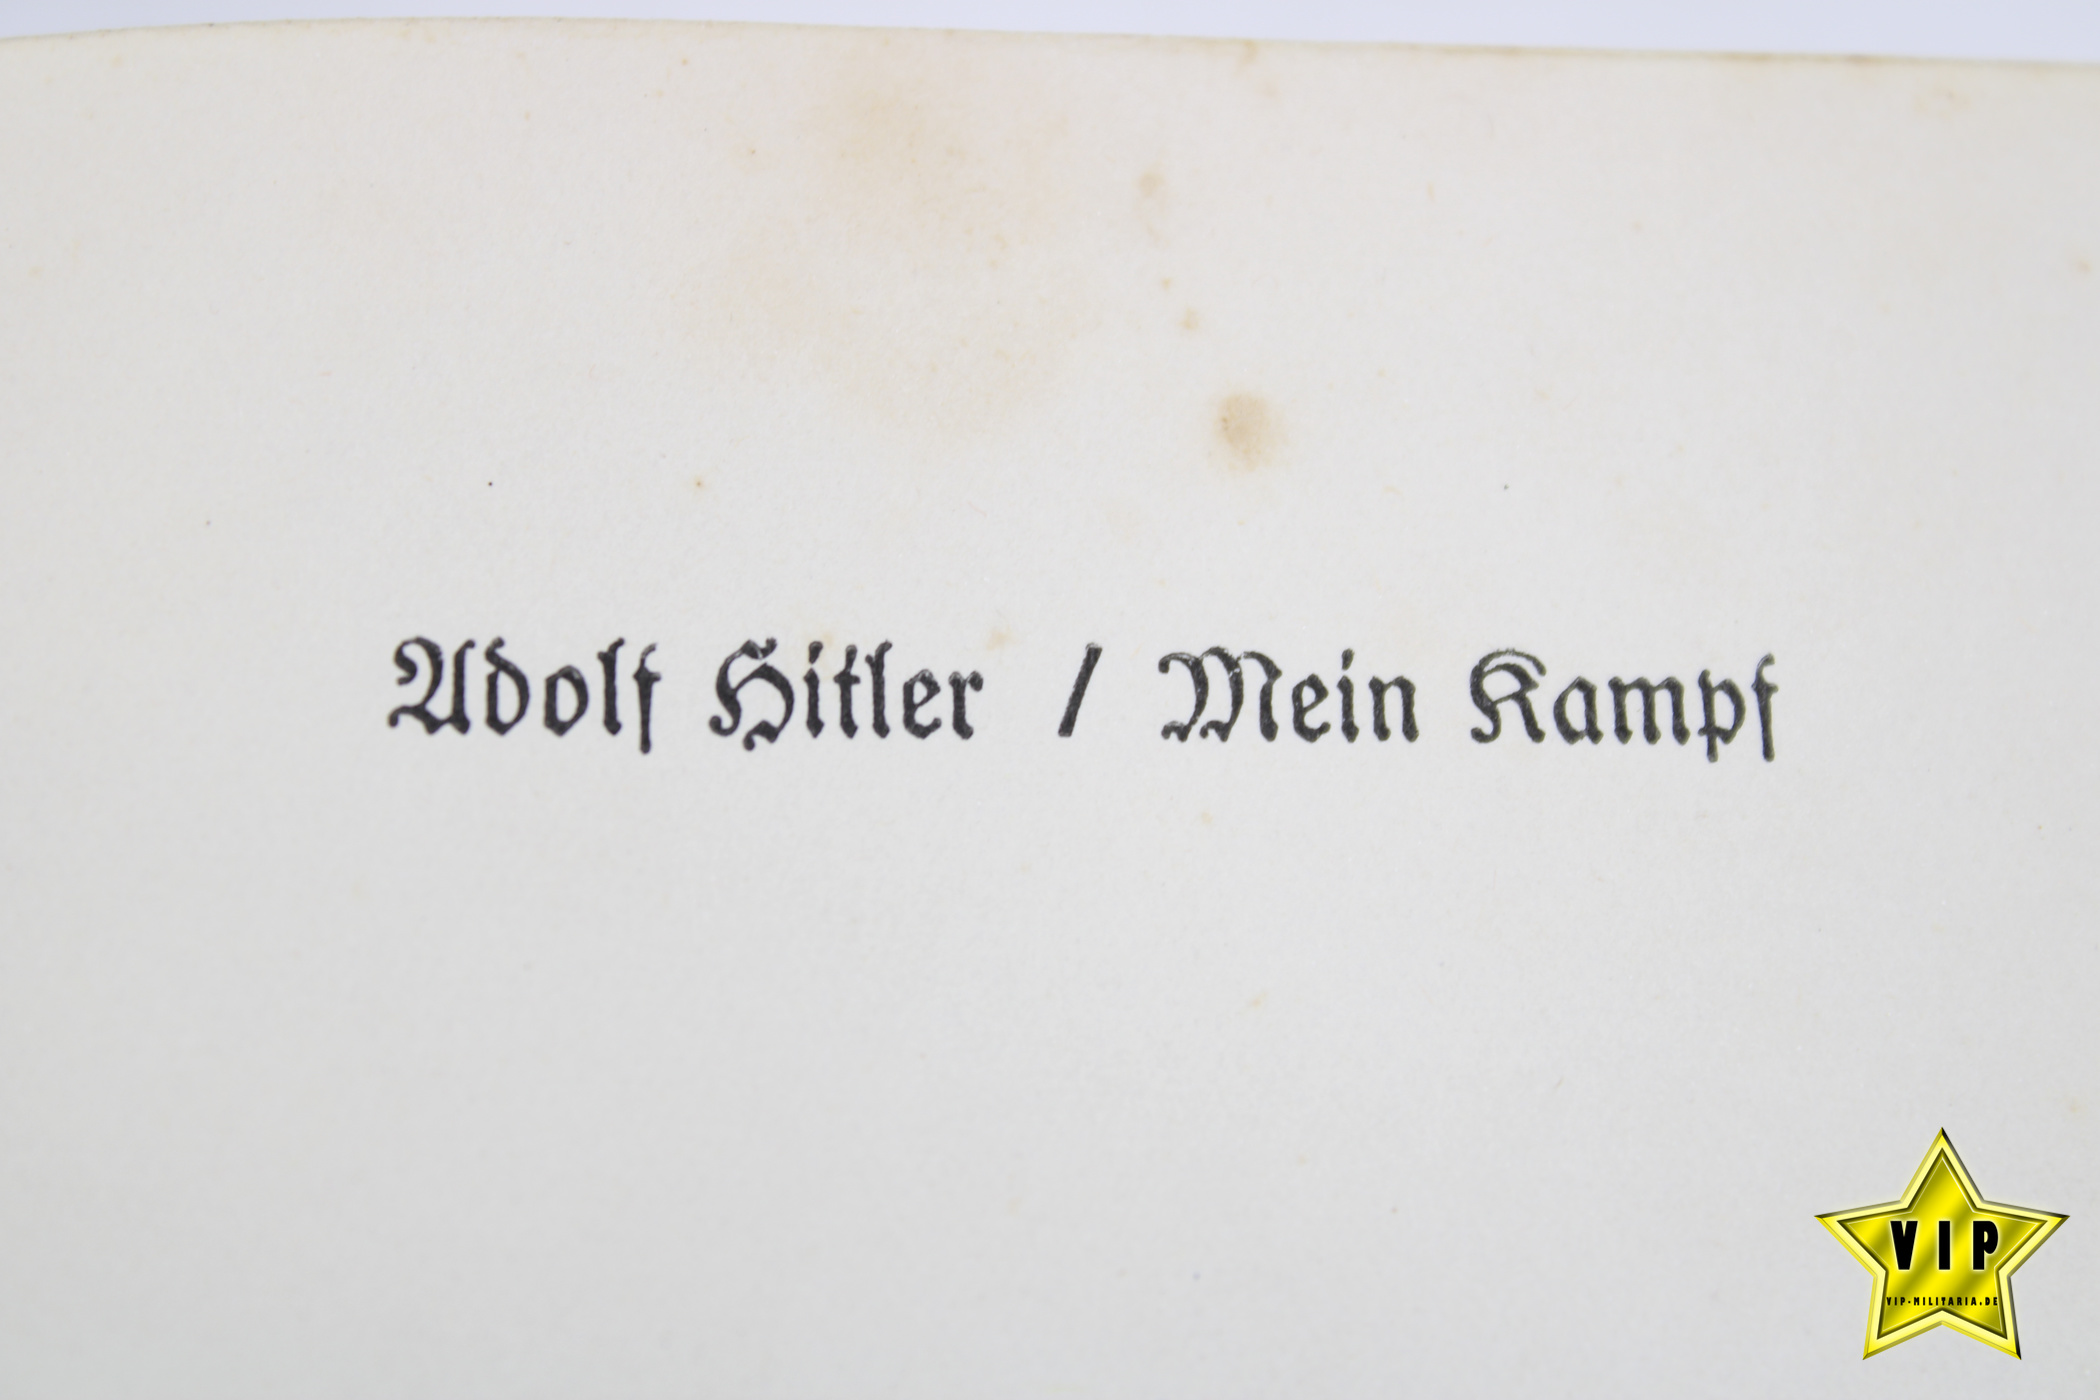 Adolf Hitler / Mein Kampf
VIP
VIP-MILITARIA.DE